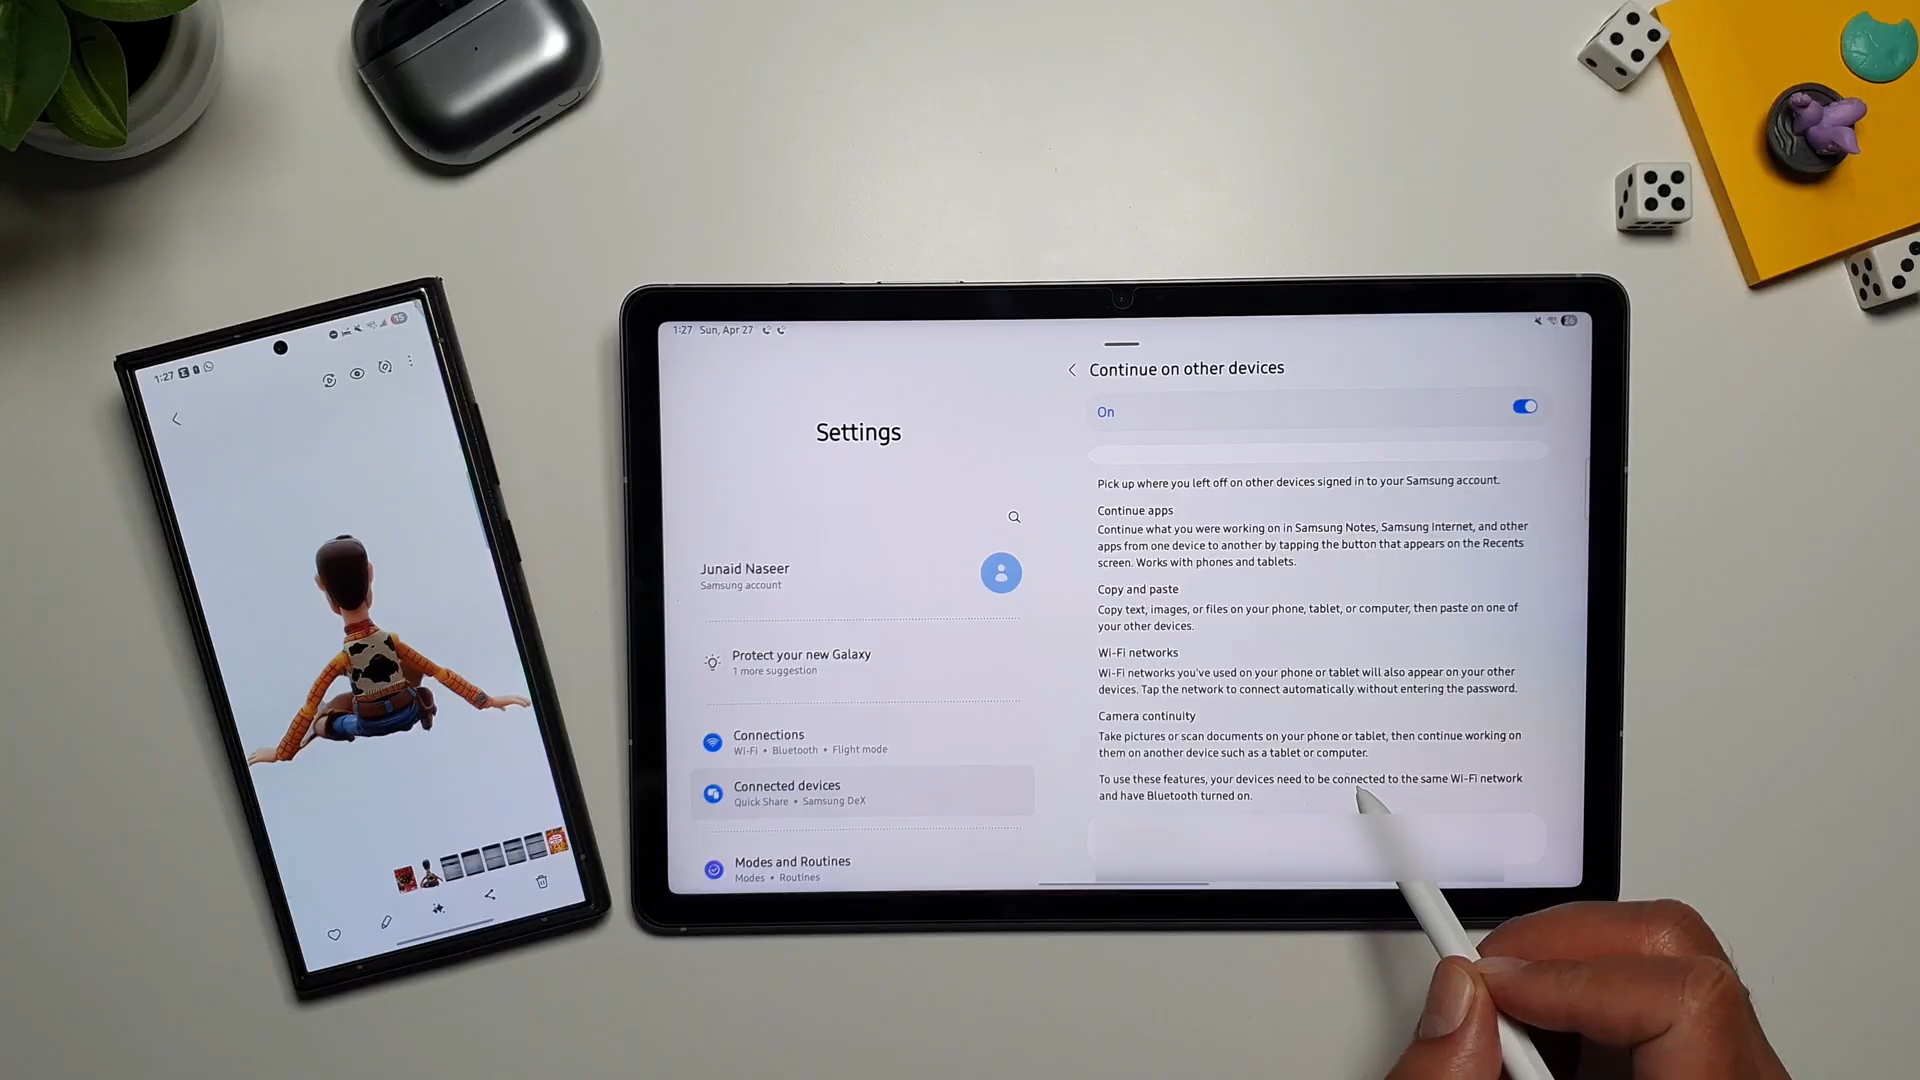 1:27
15
1:27 Sun, Apr 27
26
Settings
Junaid Naseer
Samsung account
Protect your new Galaxy
1 more suggestion
Connections
Wi-Fi • Bluetooth • Flight mode
Connected devices
Quick Share • Samsung DeX
Modes and Routines
Modes • Routines
Continue on other devices
On
Pick up where you left off on other devices signed in to your Samsung account.
Continue apps
Continue what you were working on in Samsung Notes, Samsung Internet, and other
apps from one device to another by tapping the button that appears on the Recents
screen. Works with phones and tablets.
Copy and paste
Copy text, images, or files on your phone, tablet, or computer, then paste on one of
your other devices.
Wi-Fi networks
Wi-Fi networks you've used on your phone or tablet will also appear on your other
devices. Tap the network to connect automatically without entering the password.
Camera continuity
Take pictures or scan documents on your phone or tablet, then continue working on
them on another device such as a tablet or computer.
To use these features, your devices need to be connected to the same Wi-Fi network
and have Bluetooth turned on.